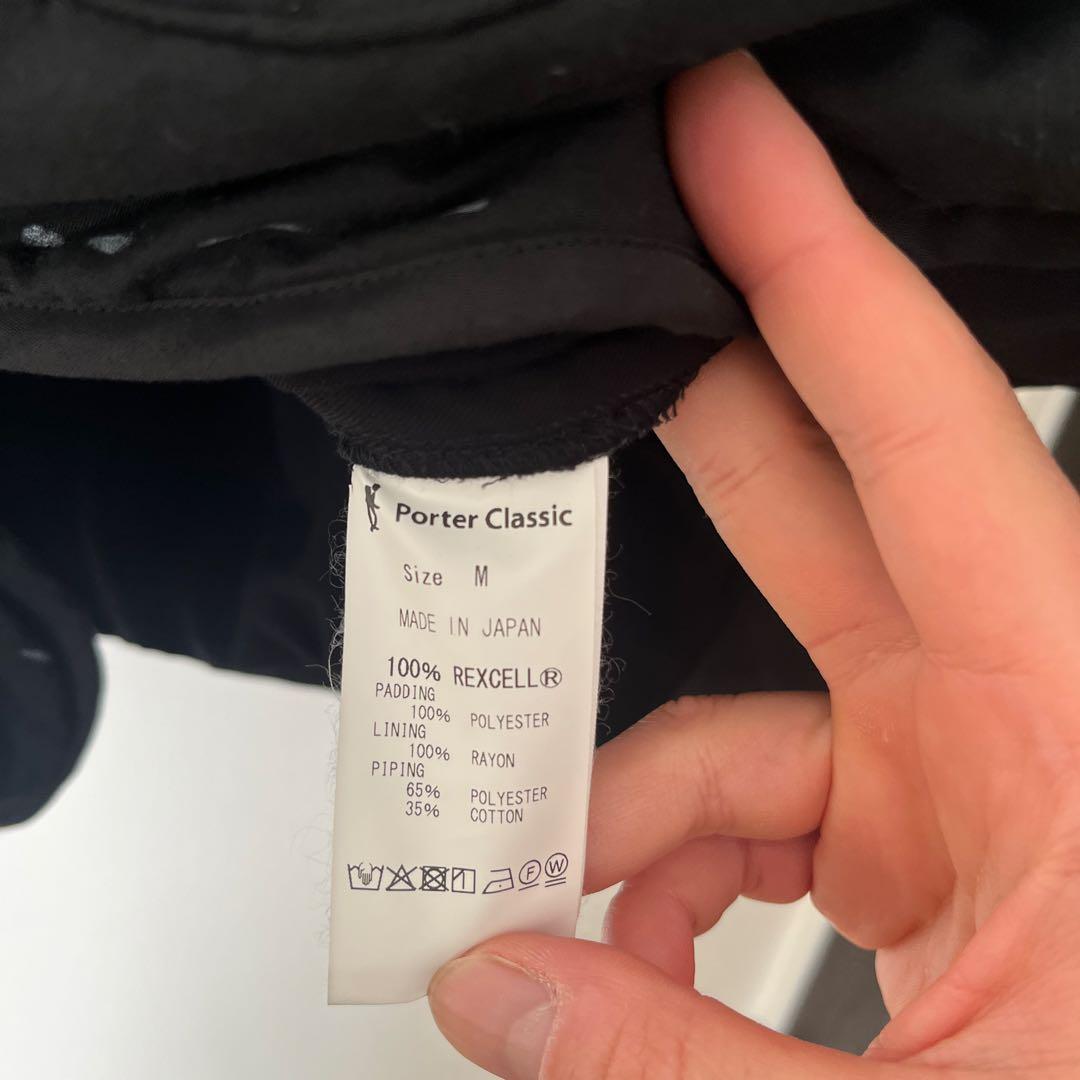 Porter Classic
Size M
MADE IN JAPAN
100% REXCELL®
PADDING
100% POLYESTER
LINING
100% RAYON
PIPING
65% POLYESTER
35% COTTON
F W